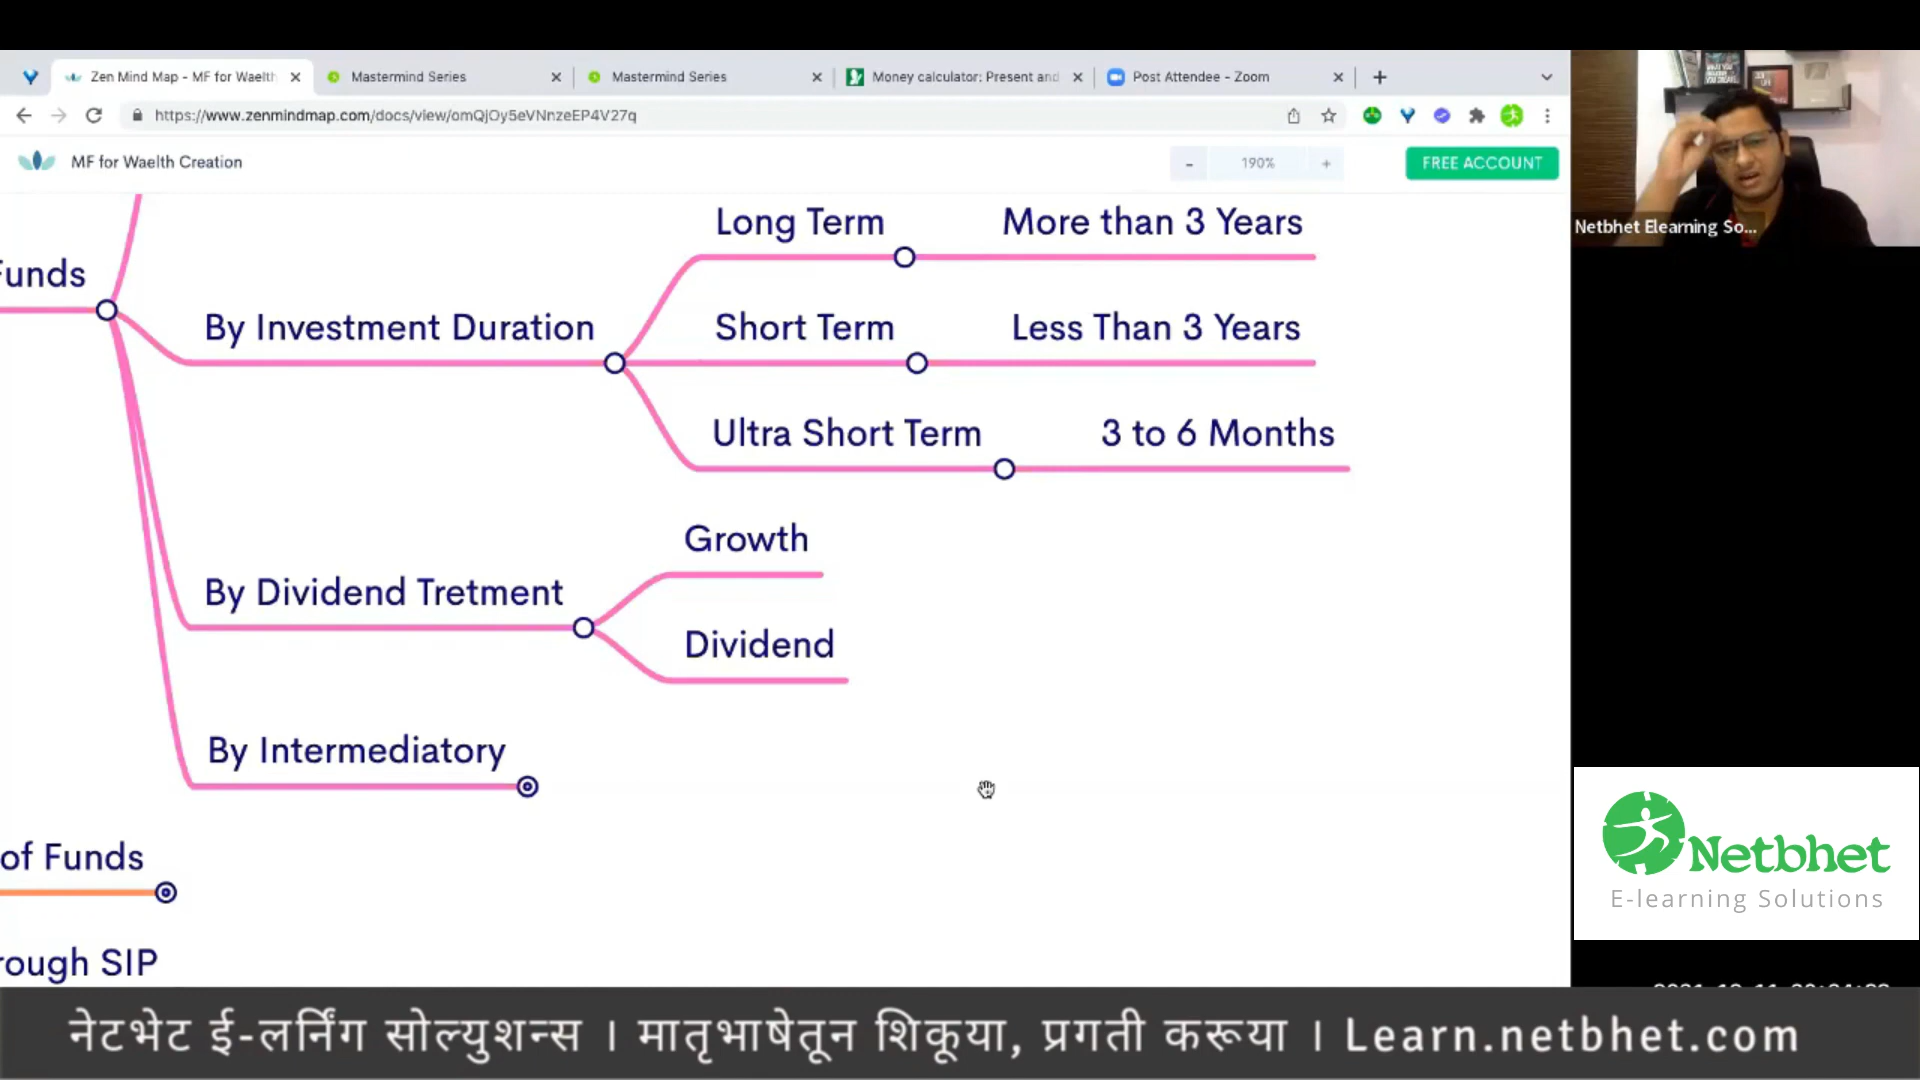 Zen Mind Map - MF for Waelth
Mastermind Series
Mastermind Series
Money calculator: Present and
Post Attendee - Zoom
https://www.zenmindmap.com/docs/view/omQjOy5eVNnzeEP4V27q
MF for Waelth Creation
-
190%
+
FREE ACCOUNT
Netbhet Elearning So...
Long Term
More than 3 Years
Funds
By Investment Duration
Short Term
Less Than 3 Years
Ultra Short Term
3 to 6 Months
Growth
By Dividend Tretment
Dividend
By Intermediatory
of Funds
rough SIP
Netbhet
E-learning Solutions
नेटभेट ई-लर्निंग सोल्युशन्स । मातृभाषेतून शिकूया, प्रगती करूया । Learn.netbhet.com